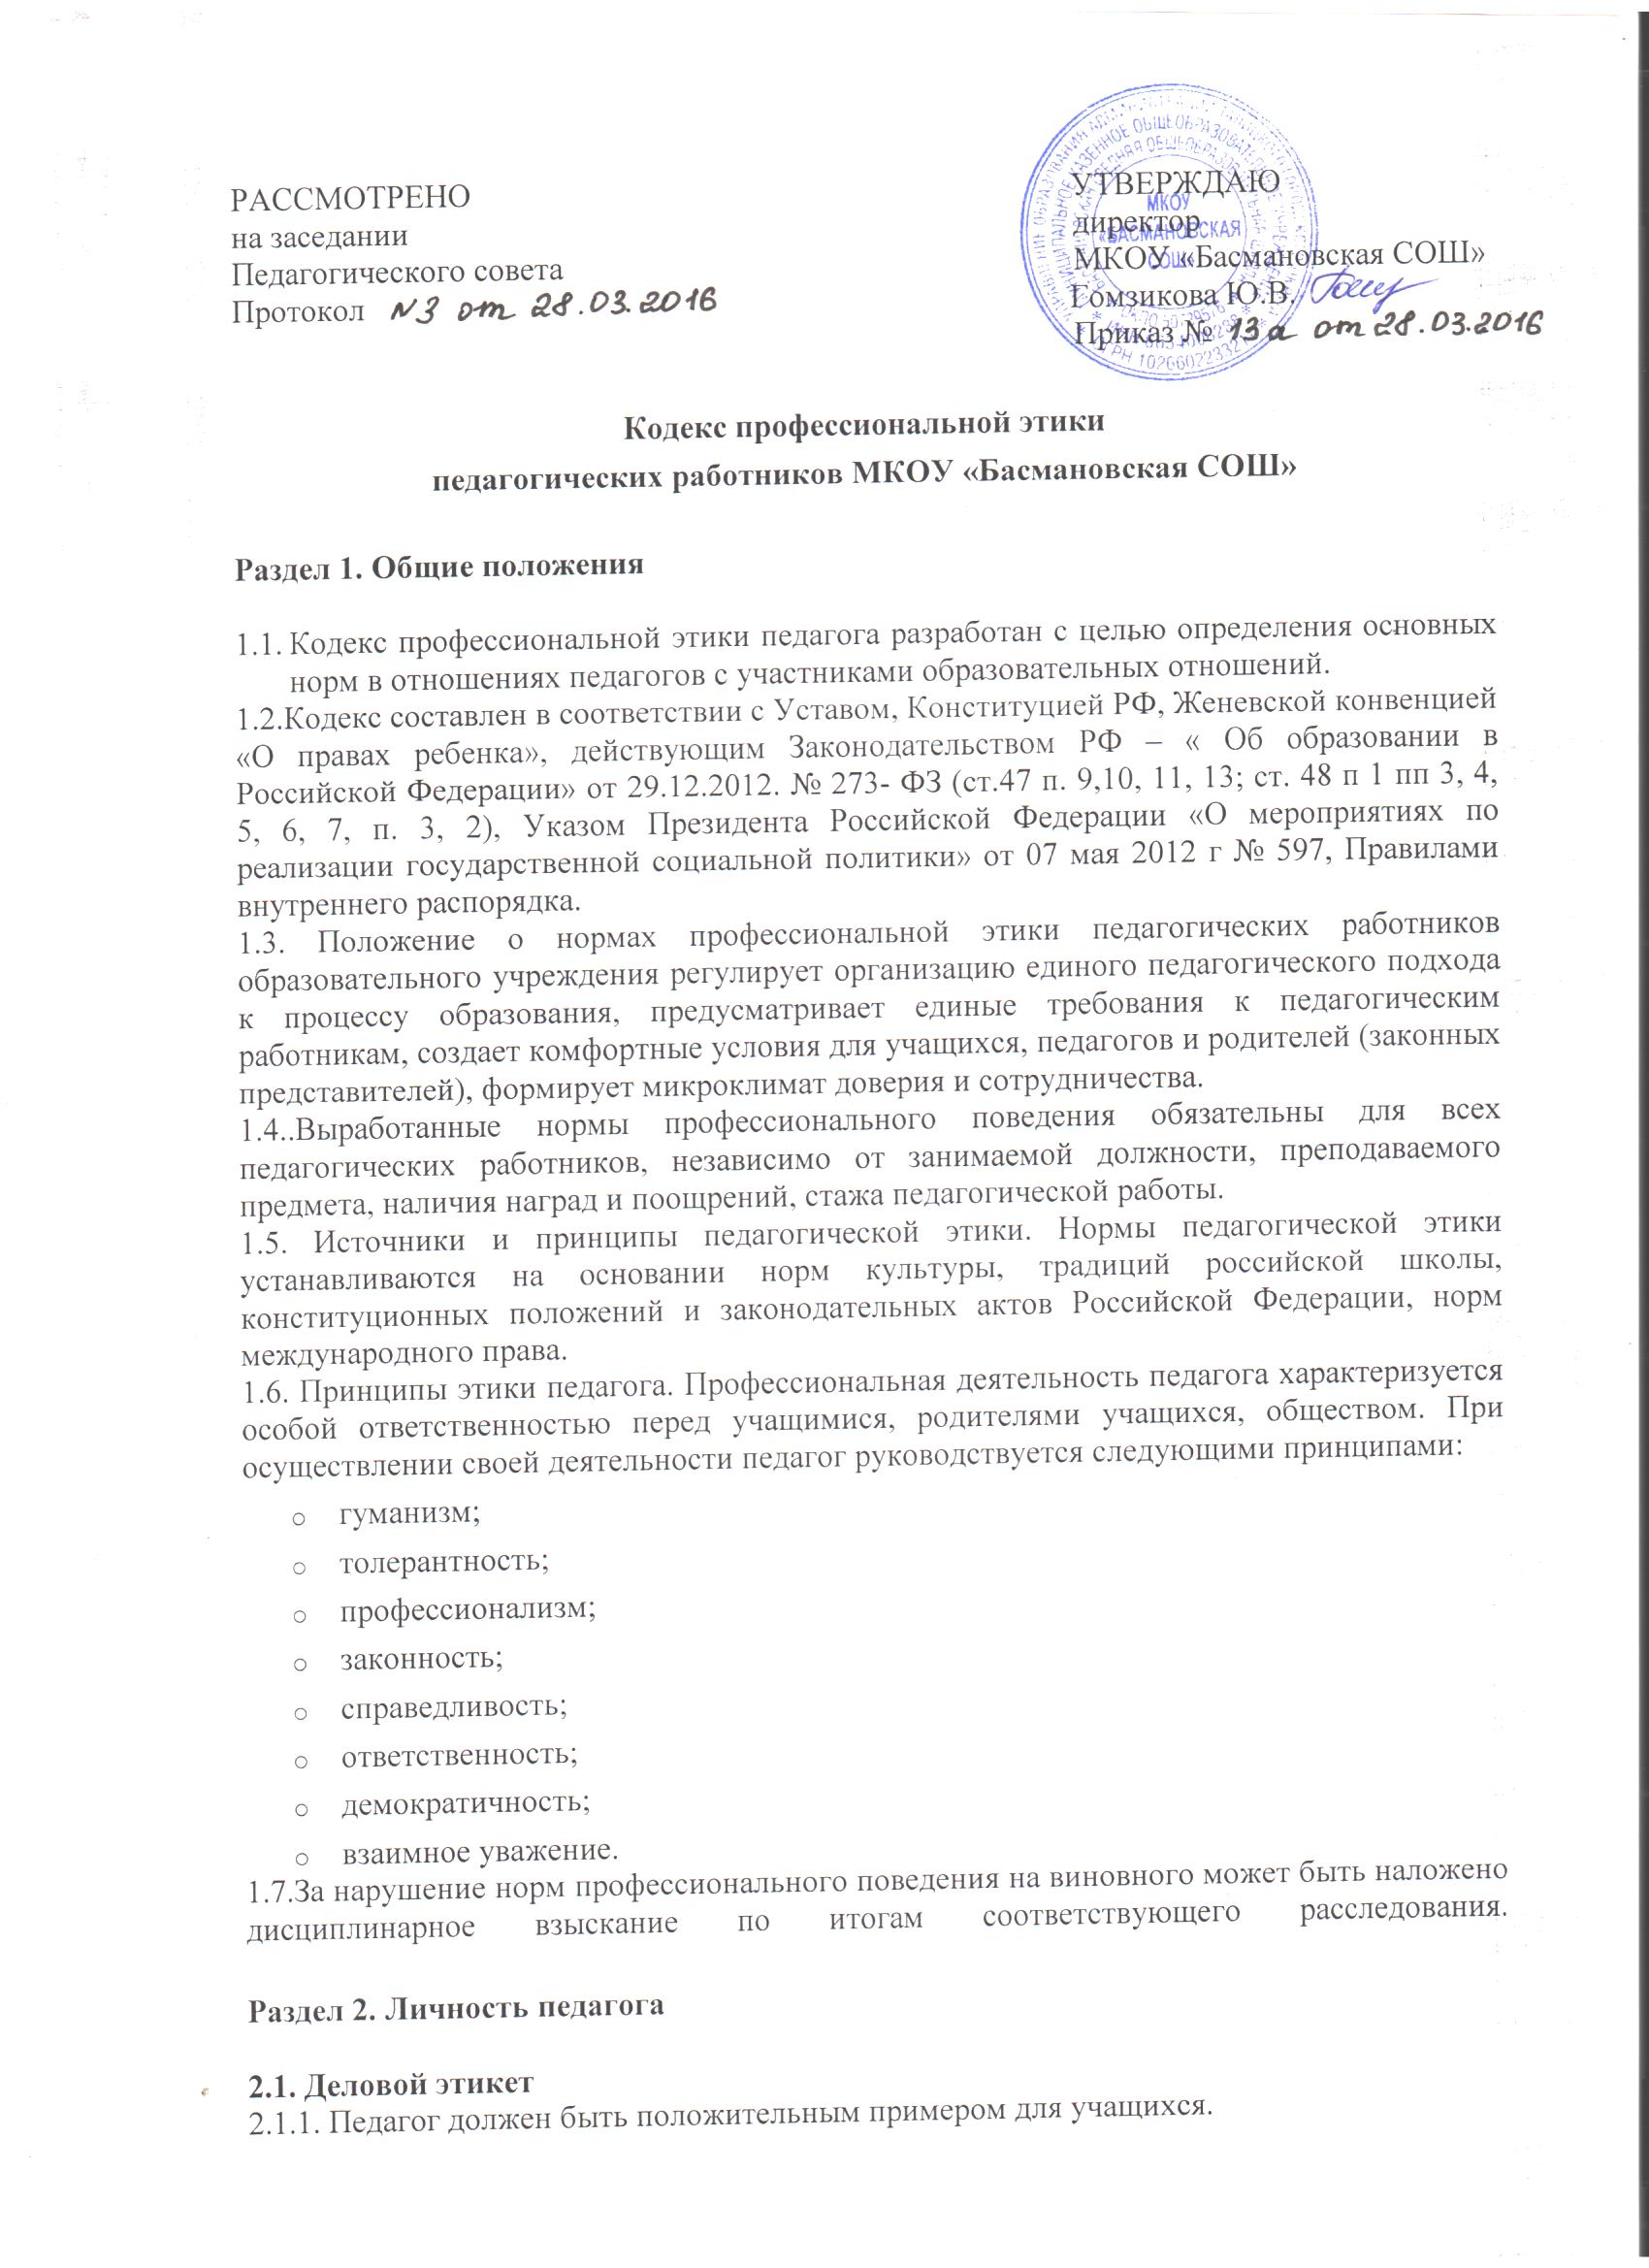 РАССМОТРЕНО
на заседании
Педагогического совета
Протокол №3 от 28.03.2016
УТВЕРЖДАЮ
директор
МКОУ «Басмановская СОШ»
Гомзикова Ю.В.
Приказ № 13а от 28.03.2016
МКОУ
«БАСМАНОВСКАЯ
СОШ»
Кодекс профессиональной этики
педагогических работников МКОУ «Басмановская СОШ»
Раздел 1. Общие положения
1.1. Кодекс профессиональной этики педагога разработан с целью определения основных
норм в отношениях педагогов с участниками образовательных отношений.
1.2.Кодекс составлен в соответствии с Уставом, Конституцией РФ, Женевской конвенцией
«О правах ребенка», действующим Законодательством РФ – « Об образовании в
Российской Федерации» от 29.12.2012. № 273- ФЗ (ст.47 п. 9,10, 11, 13; ст. 48 п 1 пп 3, 4,
5, 6, 7, п. 3, 2), Указом Президента Российской Федерации «О мероприятиях по
реализации государственной социальной политики» от 07 мая 2012 г № 597, Правилами
внутреннего распорядка.
1.3. Положение о нормах профессиональной этики педагогических работников
образовательного учреждения регулирует организацию единого педагогического подхода
к процессу образования, предусматривает единые требования к педагогическим
работникам, создает комфортные условия для учащихся, педагогов и родителей (законных
представителей), формирует микроклимат доверия и сотрудничества.
1.4..Выработанные нормы профессионального поведения обязательны для всех
педагогических работников, независимо от занимаемой должности, преподаваемого
предмета, наличия наград и поощрений, стажа педагогической работы.
1.5. Источники и принципы педагогической этики. Нормы педагогической этики
устанавливаются на основании норм культуры, традиций российской школы,
конституционных положений и законодательных актов Российской Федерации, норм
международного права.
1.6. Принципы этики педагога. Профессиональная деятельность педагога характеризуется
особой ответственностью перед учащимися, родителями учащихся, обществом. При
осуществлении своей деятельности педагог руководствуется следующими принципами:
o гуманизм;
o толерантность;
o профессионализм;
o законность;
o справедливость;
o ответственность;
o демократичность;
o взаимное уважение.
1.7.За нарушение норм профессионального поведения на виновного может быть наложено
дисциплинарное взыскание по итогам соответствующего расследования.
Раздел 2. Личность педагога
2.1. Деловой этикет
2.1.1. Педагог должен быть положительным примером для учащихся.